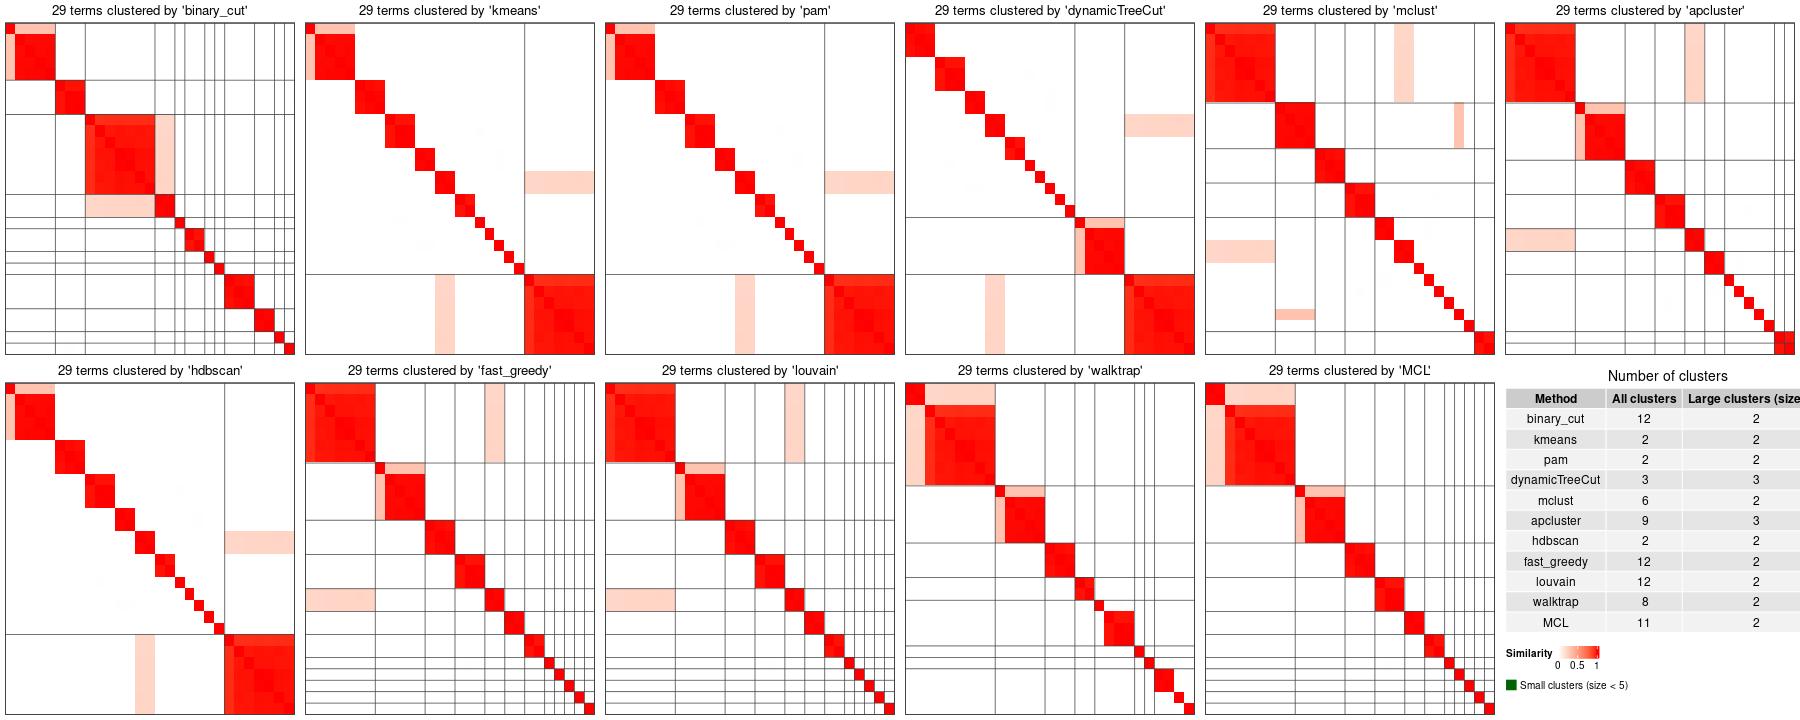 29 terms clustered by 'binary_cut'
29 terms clustered by 'kmeans'
29 terms clustered by 'pam'
29 terms clustered by 'dynamicTreeCut'
29 terms clustered by 'mclust'
29 terms clustered by 'apcluster'
29 terms clustered by 'hdbscan'
29 terms clustered by 'fast_greedy'
29 terms clustered by 'louvain'
29 terms clustered by 'walktrap'
29 terms clustered by 'MCL'
Number of clusters
Method All clusters Large clusters (size
binary_cut 12 2
kmeans 2 2
pam 2 2
dynamicTreeCut 3 3
mclust 6 2
apcluster 9 3
hdbscan 2 2
fast_greedy 12 2
louvain 12 2
walktrap 8 2
MCL 11 2
Similarity
0 0.5 1
Small clusters (size < 5)